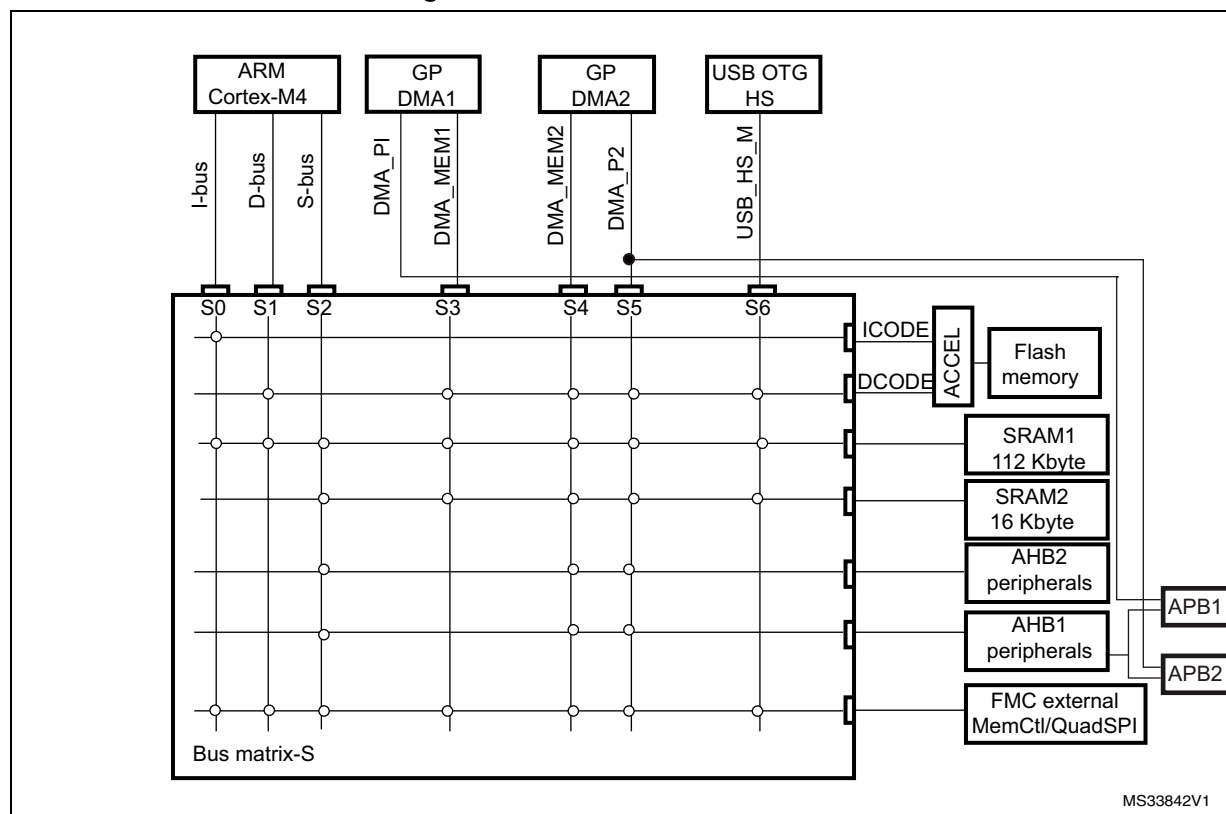 ARM
Cortex-M4
GP
DMA1
GP
DMA2
USB OTG
HS
I-bus
D-bus
S-bus
DMA_PI
DMA_MEM1
DMA_MEM2
DMA_P2
USB_HS_M
S0
S1
S2
S3
S4
S5
S6
ICODE
DCODE
ACCEL
Flash
memory
SRAM1
112 Kbyte
SRAM2
16 Kbyte
AHB2
peripherals
AHB1
peripherals
APB1
APB2
FMC external
MemCtl/QuadSPI
Bus matrix-S
MS33842V1